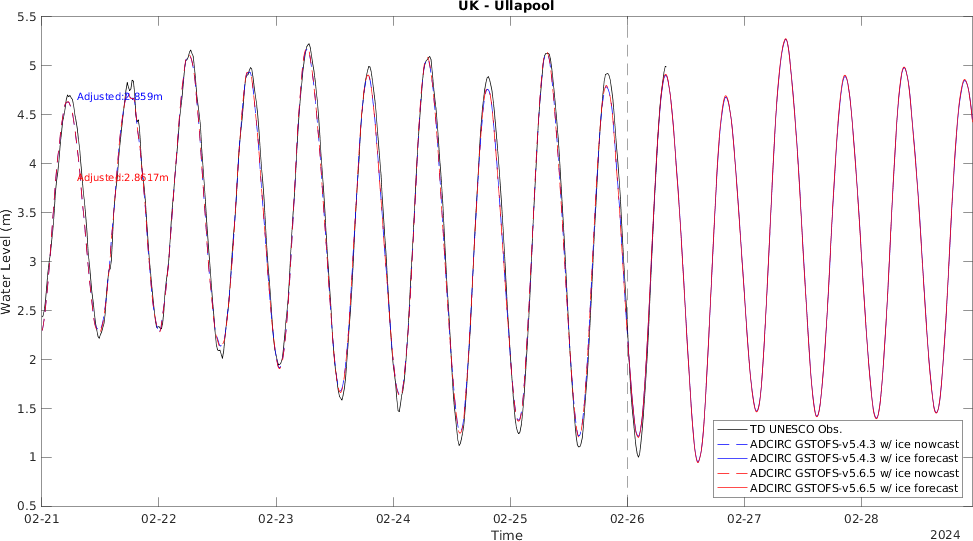 UK - Ullapool
5.5
5
4.5
4
3.5
3
2.5
2
1.5
1
0.5
Water Level (m)
Adjusted:2.859m
Adjusted:2.8617m
TD UNESCO Obs.
ADCIRC GSTOFS-v5.4.3 w/ ice nowcast
ADCIRC GSTOFS-v5.4.3 w/ ice forecast
ADCIRC GSTOFS-v5.6.5 w/ ice nowcast
ADCIRC GSTOFS-v5.6.5 w/ ice forecast
02-21 02-22 02-23 02-24 02-25 02-26 02-27 02-28
Time
2024